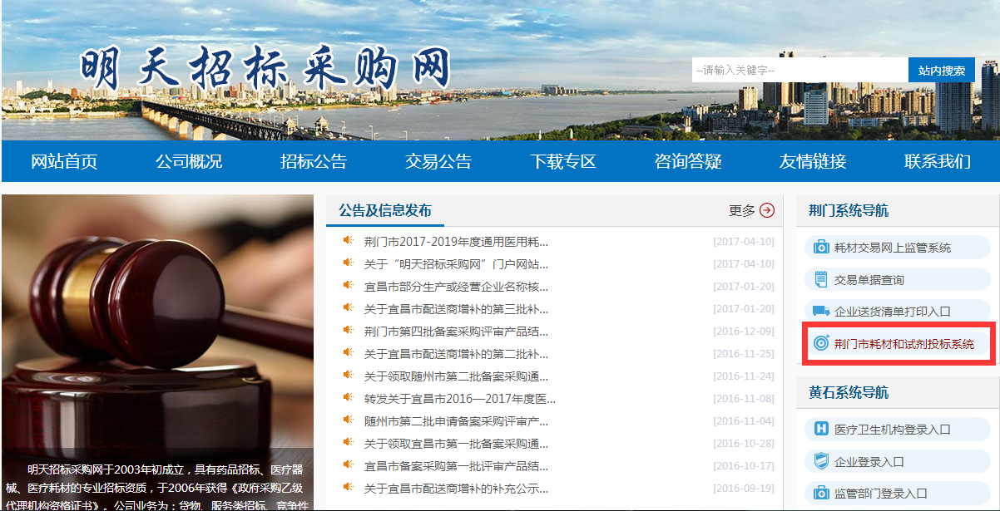 明天招标采购网
--请输入关键字--
站内搜索
网站首页 公司概况 招标公告 交易公告 下载专区 咨询答疑 友情链接 联系我们
明天招标采购网于2003年初成立，具有药品招标、医疗器
械、医疗耗材的专业招标资质，于2006年获得《政府采购乙级
代理机构资格证书》。公司业务为：货物、服务类招标、竞争性
公告及信息发布 更多
荆门市2017-2019年度通用医用耗... [2017-04-10]
关于“明天招标采购网”门户网站... [2017-04-10]
宜昌市部分生产或经营企业名称核... [2017-01-20]
关于宜昌市配送商增补的第三批补... [2017-01-20]
荆门市第四批备案采购评审产品结... [2016-12-09]
关于宜昌市配送商增补的第二批补... [2016-11-25]
关于领取随州市第二批备案采购通... [2016-11-24]
转发关于宜昌市2016—2017年度医... [2016-11-08]
随州市第二批申请备案采购评审产... [2016-11-04]
关于领取宜昌市第一批备案采购通... [2016-10-28]
宜昌市备案采购第一批评审产品结... [2016-10-17]
关于宜昌市配送商增补的补充公示... [2016-09-19]
荆门系统导航
耗材交易网上监管系统
交易单据查询
企业送货清单打印入口
荆门市耗材和试剂投标系统
黄石系统导航
医疗卫生机构登录入口
企业登录入口
监管部门登录入口